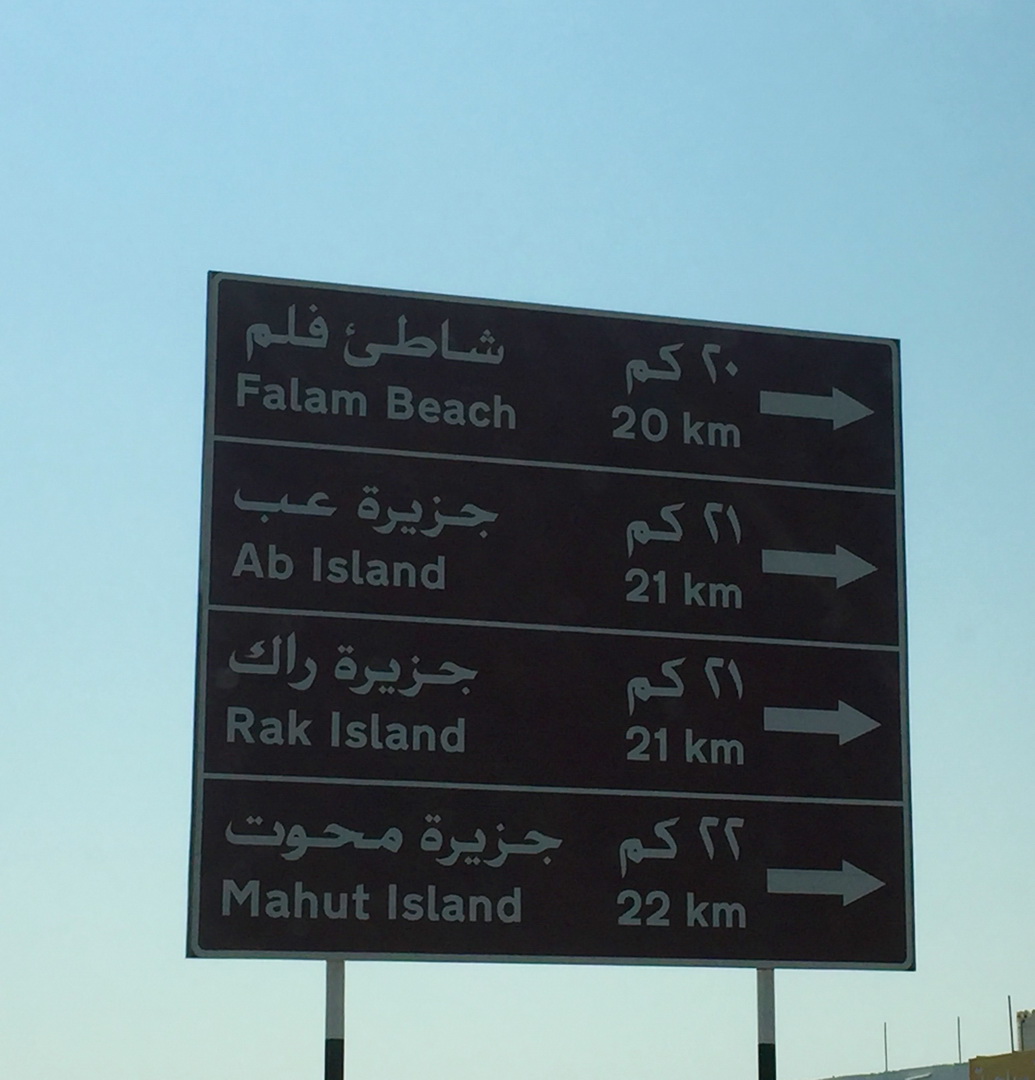 شاطئ فلم
٢٠ كم
Falam Beach
20 km
جزيرة عب
٢١ كم
Ab Island
21 km
جزيرة راك
٢١ كم
Rak Island
21 km
جزيرة محوت
٢٢ كم
Mahut Island
22 km